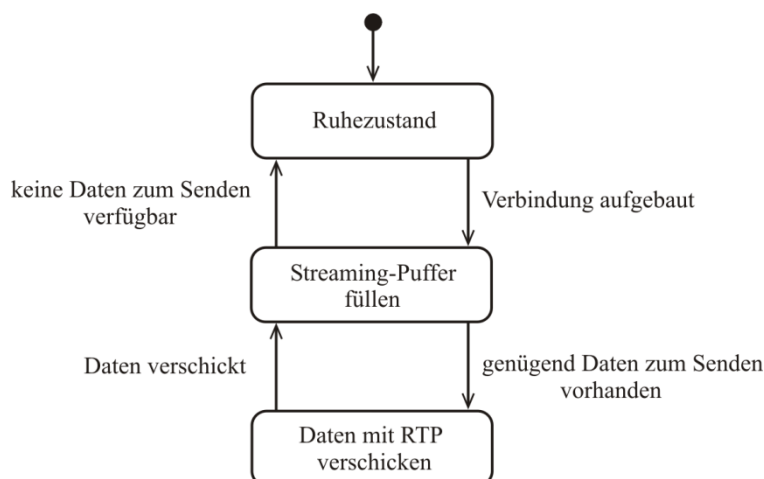 Ruhezustand
keine Daten zum Senden
verfügbar
Verbindung aufgebaut
Streaming-Puffer
füllen
Daten verschickt
genügend Daten zum Senden
vorhanden
Daten mit RTP
verschicken